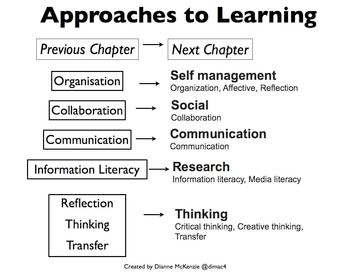 Approaches to Learning
Previous Chapter
Next Chapter
Organisation
Self management
Organization, Affective, Reflection
Collaboration
Social
Collaboration
Communication
Communication
Communication
Information Literacy
Research
Information literacy, Media literacy
Reflection
Thinking
Transfer
Thinking
Critical thinking, Creative thinking,
Transfer
Created by Dianne McKenzie @dimac4